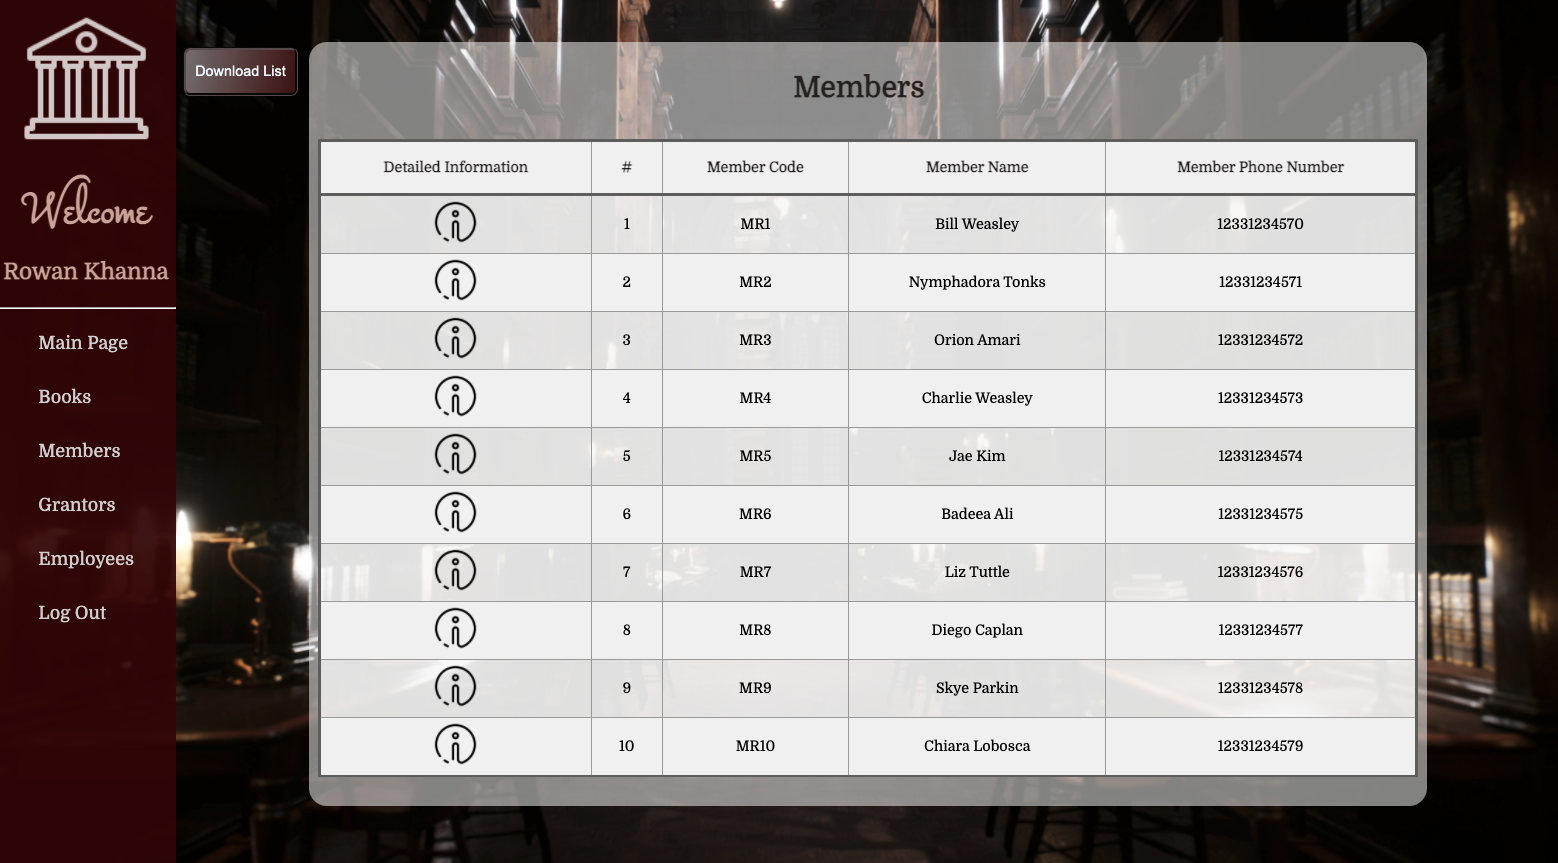 Welcome
Rowan Khanna
Main Page
Books
Members
Grantors
Employees
Log Out
Download List
Members
Detailed Information # Member Code Member Name Member Phone Number
1 MR1 Bill Weasley 12331234570
2 MR2 Nymphadora Tonks 12331234571
3 MR3 Orion Amari 12331234572
4 MR4 Charlie Weasley 12331234573
5 MR5 Jae Kim 12331234574
6 MR6 Badeea Ali 12331234575
7 MR7 Liz Tuttle 12331234576
8 MR8 Diego Caplan 12331234577
9 MR9 Skye Parkin 12331234578
10 MR10 Chiara Lobosca 12331234579